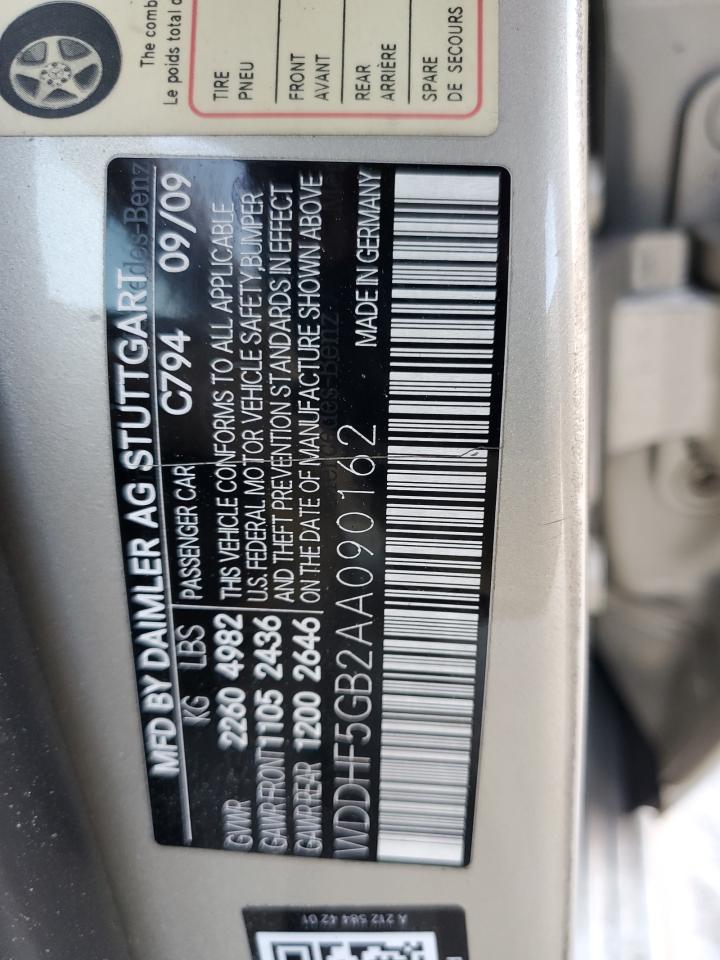 The comb
Le poids total d
TIRE
PNEU
FRONT
AVANT
REAR
ARRIÈRE
SPARE
DE SECOURS
MFD BY DAIMLER AG STUTTGART
KG LBS PASSENGER CAR C794 09/09
GVWR 2260 4982 THIS VEHICLE CONFORMS TO ALL APPLICABLE
GAWR FRONT 1105 2436 U.S. FEDERAL MOTOR VEHICLE SAFETY, BUMPER
GAWR REAR 1200 2646 AND THEFT PREVENTION STANDARDS IN EFFECT
ON THE DATE OF MANUFACTURE SHOWN ABOVE
WDDHF5GB2AA090162 MADE IN GERMANY
A 212 584 42 01